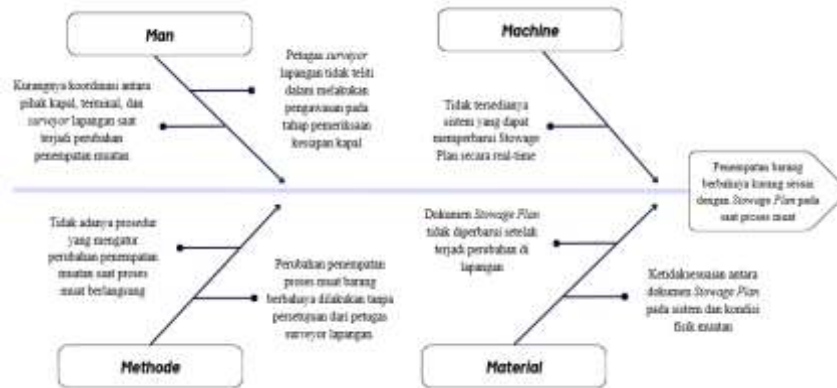 Man
Machine
Petugas surveyor
lapangan tidak teliti
dalam melakukan
pengawasan pada
tahap pemeriksaan
kesiapan kapal
Kurangnya koordinasi antara
pihak kapal, terminal, dan
surveyor lapangan saat
terjadi perubahan
penempatan muatan
Tidak tersedianya
sistem yang dapat
memperbarui Stowage
Plan secara real-time
Penempatan barang
berbahaya kurang sesuai
dengan Stowage Plan pada
saat proses muat
Tidak adanya prosedur
yang mengatur
perubahan penempatan
muatan saat proses
muat berlangsung
Perubahan penempatan
proses muat barang
berbahaya dilakukan tanpa
persetujuan dari petugas
surveyor lapangan
Dokumen Stowage Plan
tidak diperbarui setelah
terjadi perubahan di
lapangan
Ketidaksesuaian antara
dokumen Stowage Plan
pada sistem dan kondisi
fisik muatan
Methode
Material